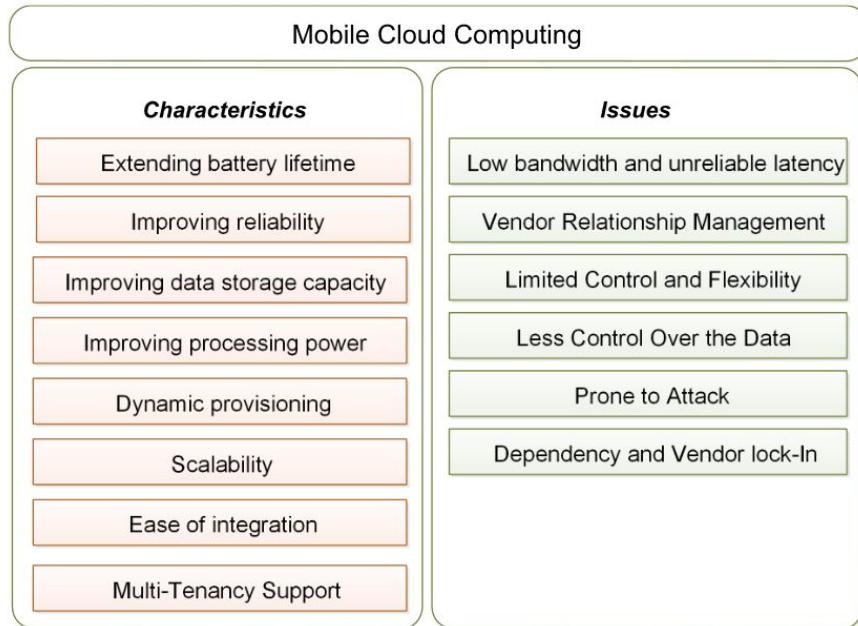 Mobile Cloud Computing
Characteristics
Extending battery lifetime
Improving reliability
Improving data storage capacity
Improving processing power
Dynamic provisioning
Scalability
Ease of integration
Multi-Tenancy Support
Issues
Low bandwidth and unreliable latency
Vendor Relationship Management
Limited Control and Flexibility
Less Control Over the Data
Prone to Attack
Dependency and Vendor lock-In